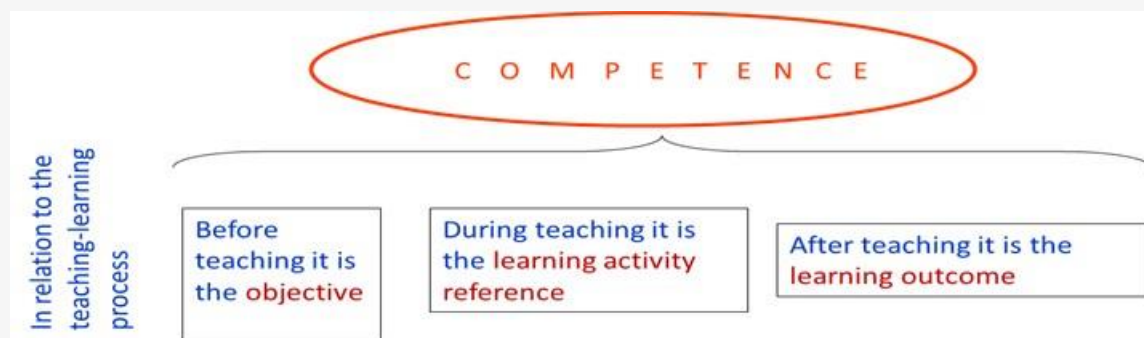 C O M P E T E N C E
In relation to the
teaching-learning
process
Before
teaching it is
the objective
During teaching it is
the learning activity
reference
After teaching it is the
learning outcome